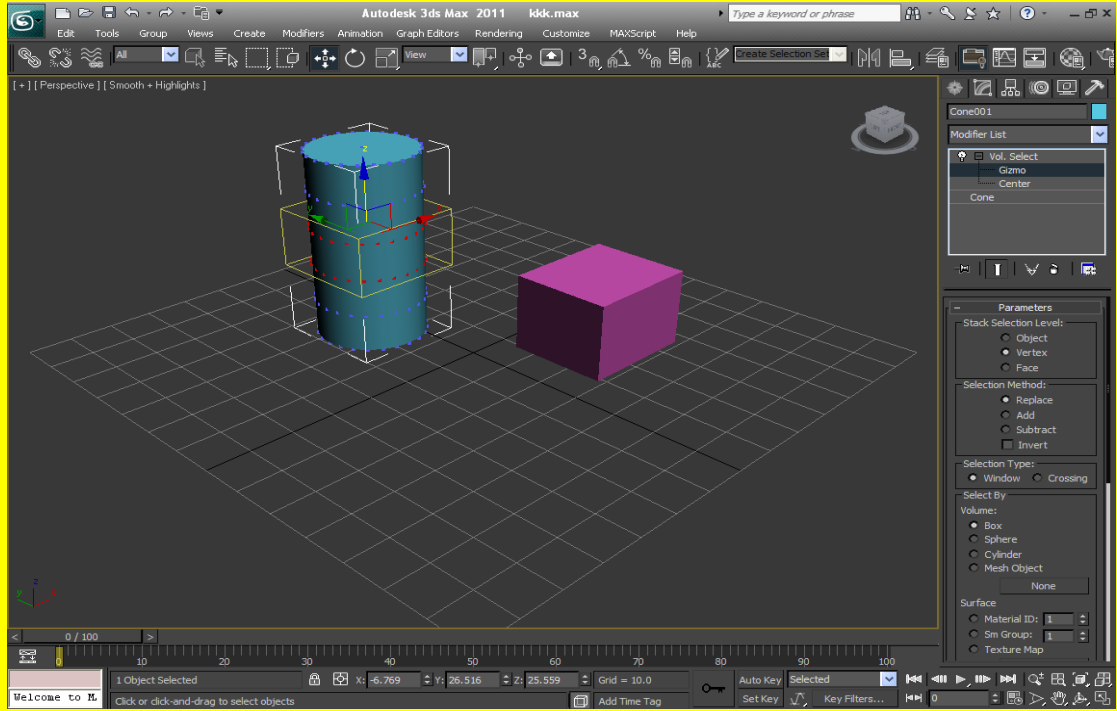 Autodesk 3ds Max 2011 kkk.max
Type a keyword or phrase
Edit Tools Group Views Create Modifiers Animation Graph Editors Rendering Customize MAXScript Help
All
View
3
%
ABC
Create Selection Set
[ + ] [ Perspective ] [ Smooth + Highlights ]
Cone001
Modifier List
Vol. Select
Gizmo
Center
Cone
z
y
Parameters
Stack Selection Level:
Object
Vertex
Face
Selection Method:
Replace
Add
Subtract
Invert
Selection Type:
Window Crossing
Select By
Volume:
Box
Sphere
Cylinder
Mesh Object
None
Surface
Material ID: 1
Sm Group: 1
Texture Map
z
y
x
< 0 / 100 >
0 10 20 30 40 50 60 70 80 90 100
1 Object Selected X: -6.769 Y: 26.516 Z: 25.559 Grid = 10.0 Auto Key Selected
Welcome to M
Click or click-and-drag to select objects Add Time Tag Set Key Key Filters... 0